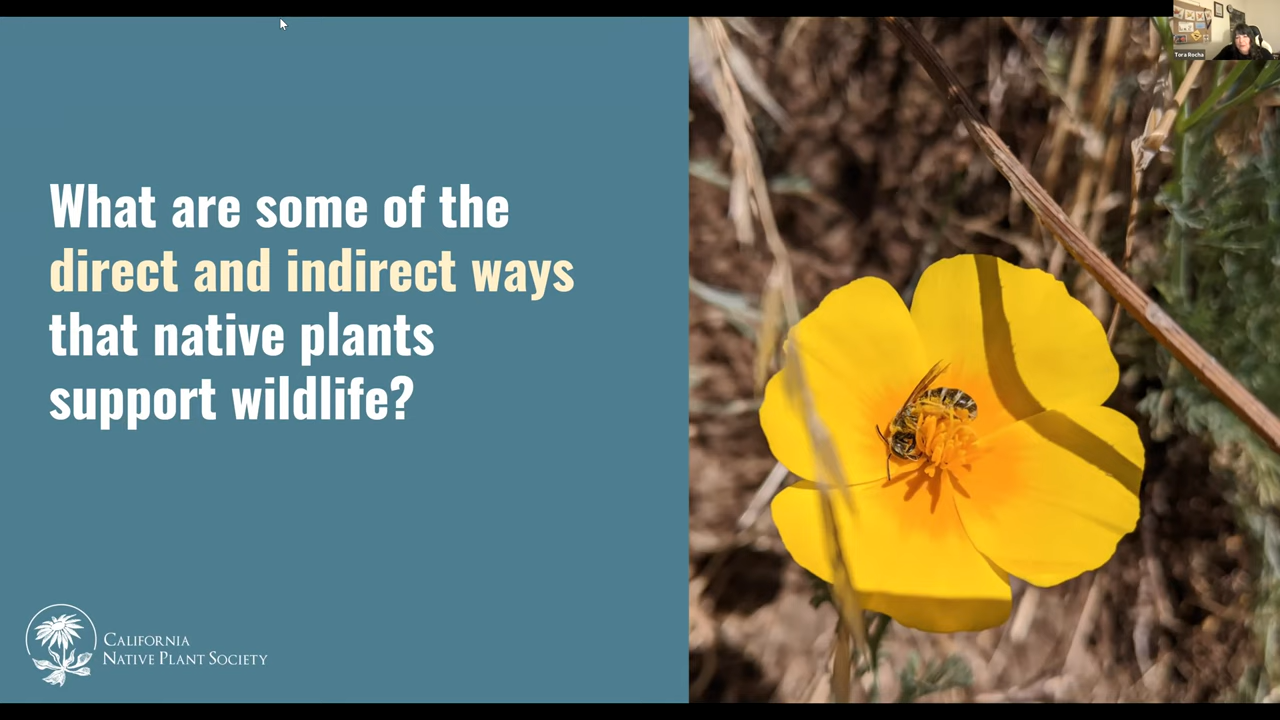 What are some of the
direct and indirect ways
that native plants
support wildlife?
CALIFORNIA
NATIVE PLANT SOCIETY
Tora Rocha